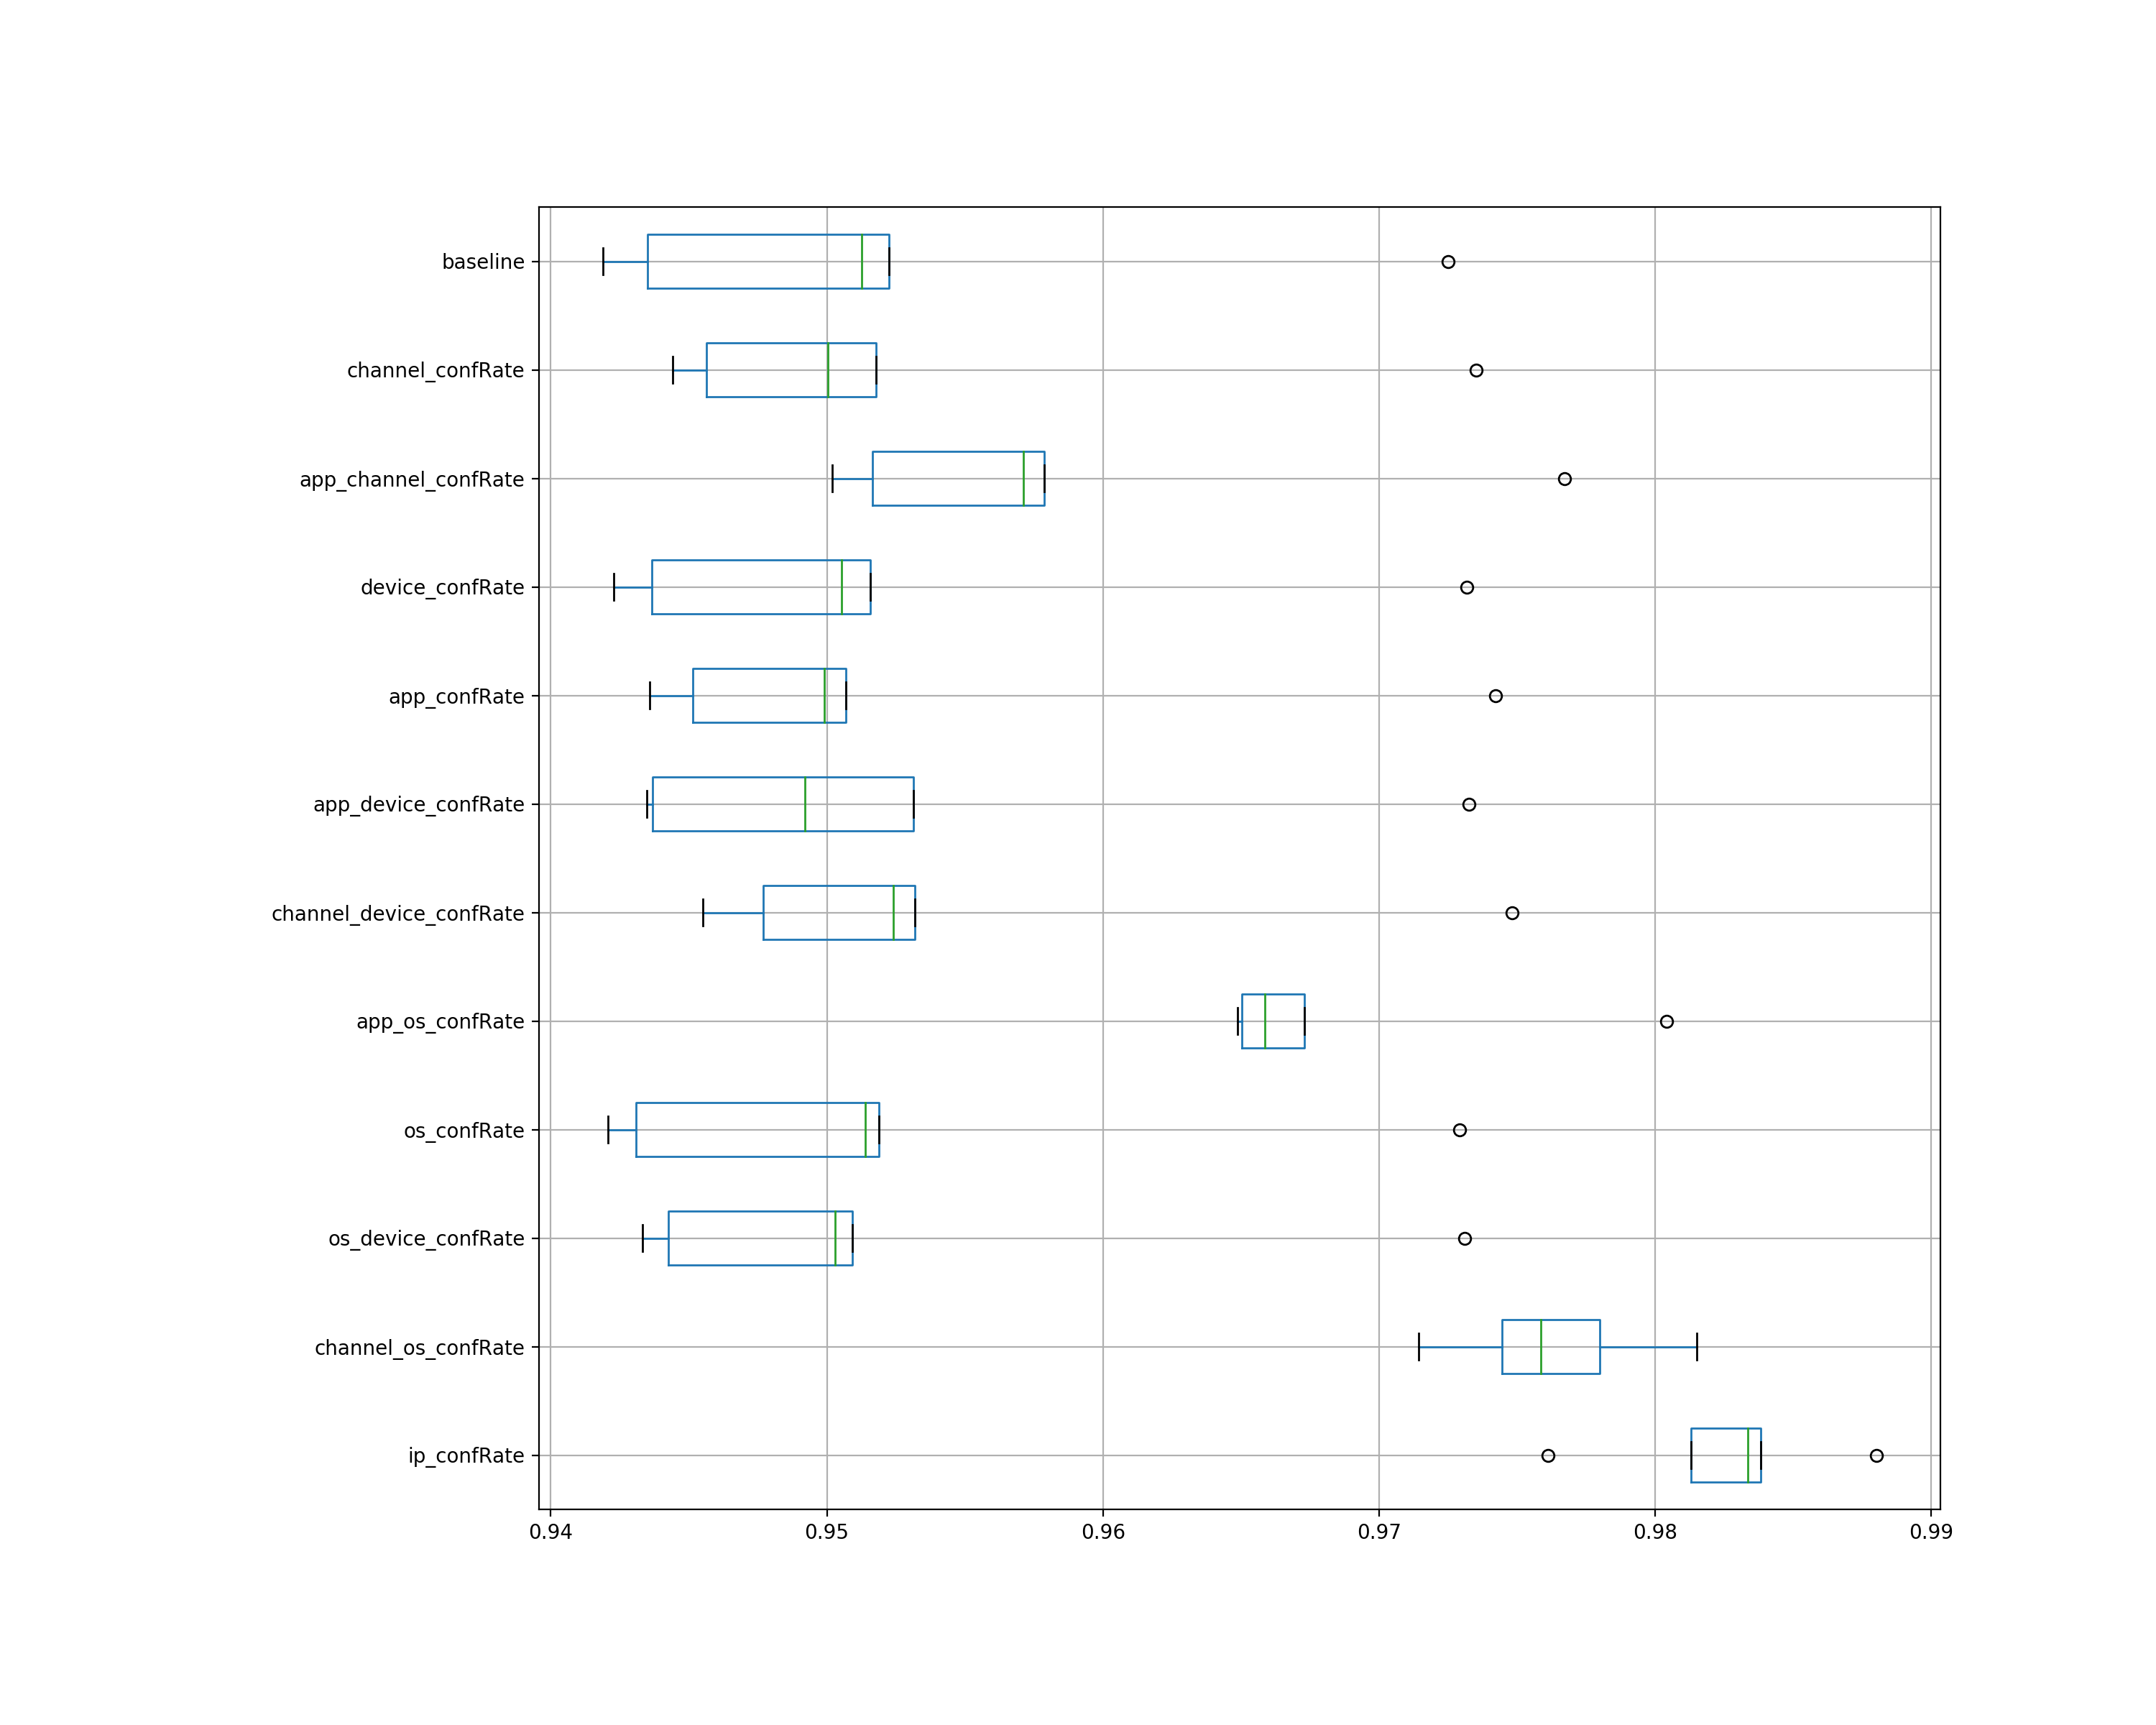 baseline
channel_confRate
app_channel_confRate
device_confRate
app_confRate
app_device_confRate
channel_device_confRate
app_os_confRate
os_confRate
os_device_confRate
channel_os_confRate
ip_confRate
0.94 0.95 0.96 0.97 0.98 0.99